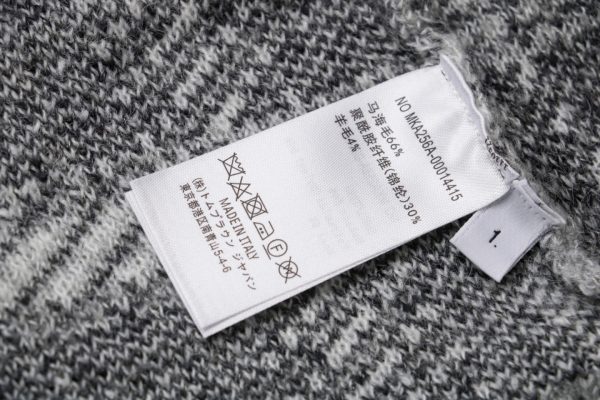 NO MKA256A-00014415
马海毛66%
聚酰胺纤维(锦纶)30%
羊毛4%
MADE IN ITALY
(株)トムブラウン ジャパン
東京都港区南青山5-4-6
1.